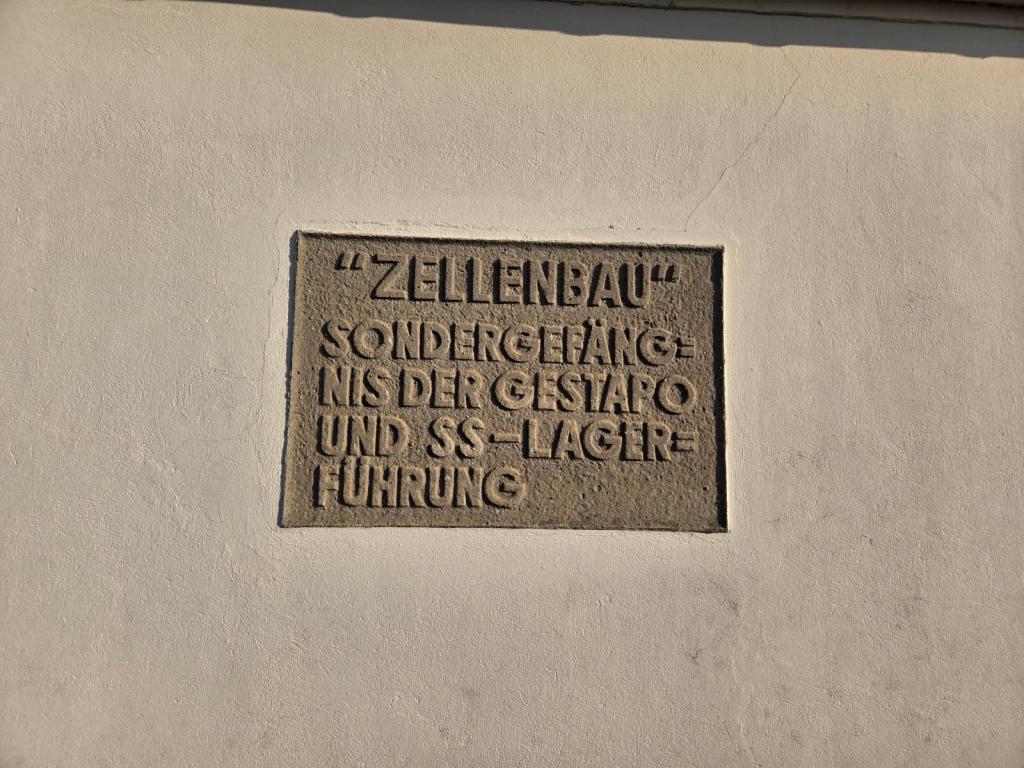 "ZELLENBAU"
SONDERGEFÄNG=
NIS DER GESTAPO
UND SS-LAGER=
FÜHRUNG